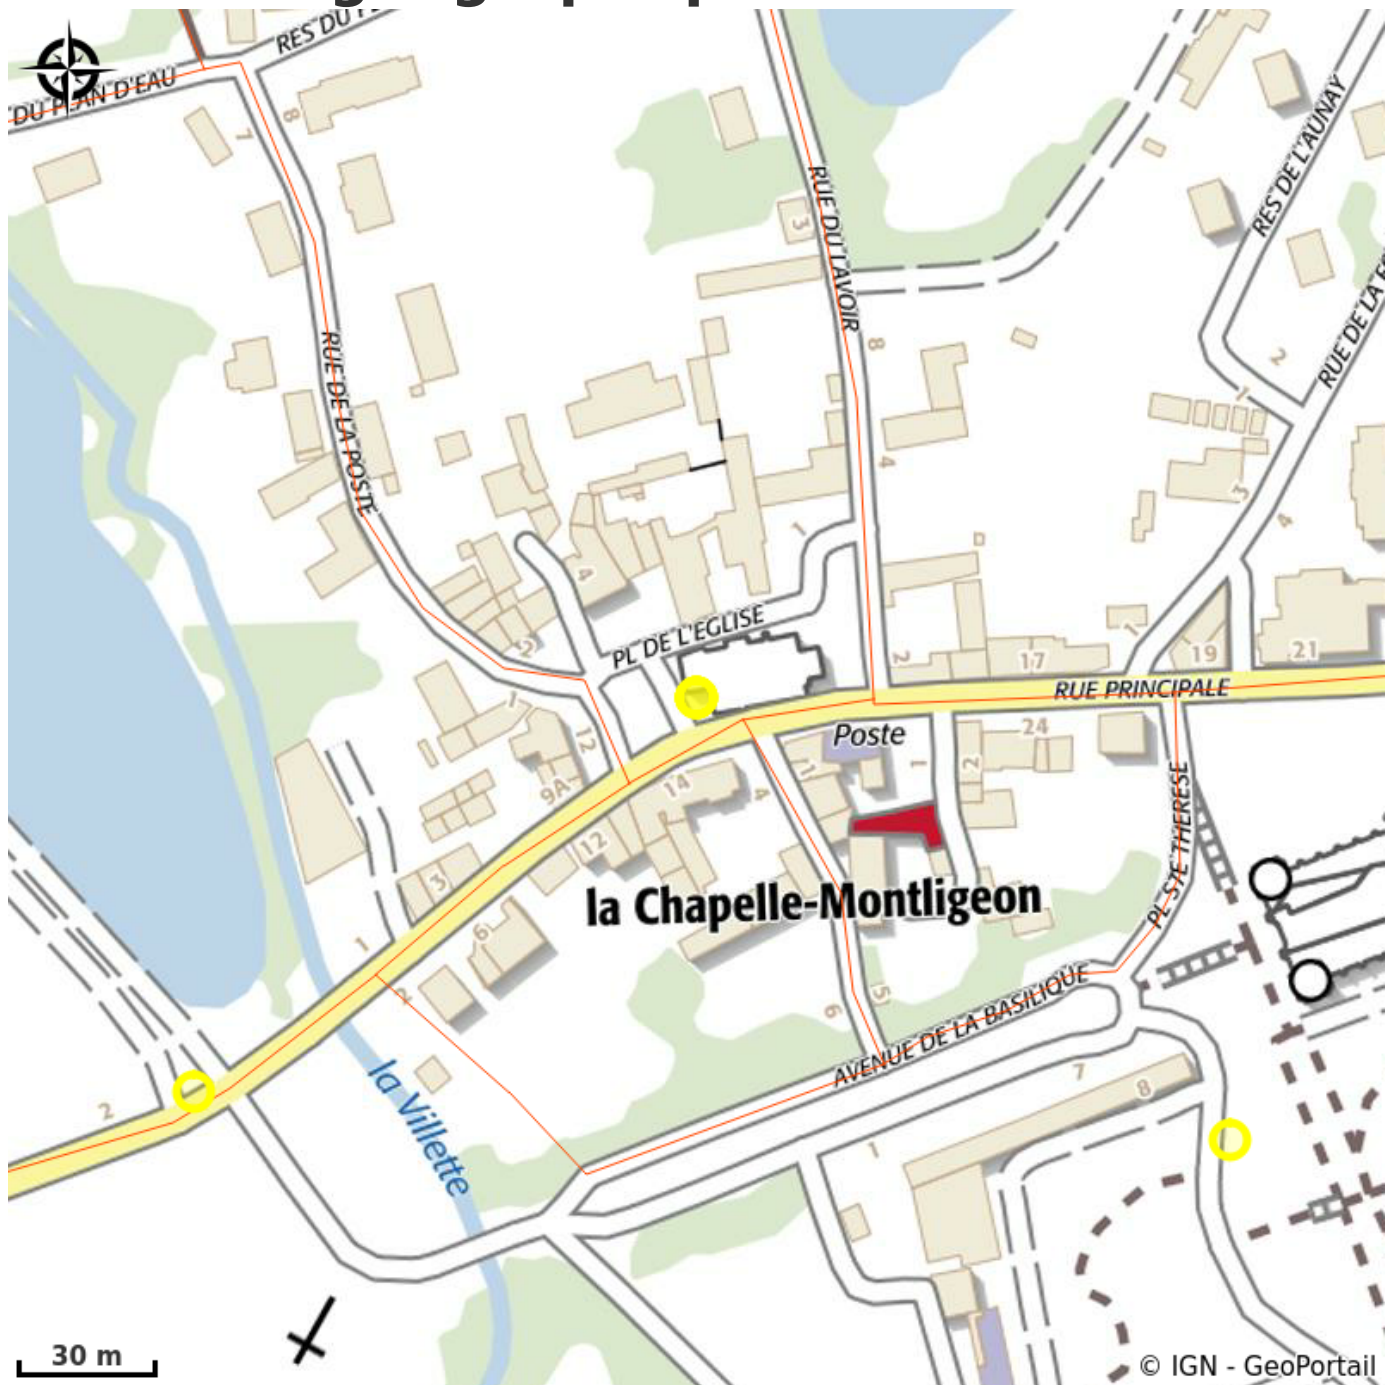 RES DU
DU PLAN D'EAU
8
7
RES DE L'AUNAY
RUE DU LAVOIR
3
RUE DE LA
8
2
1
RUE DE LA POSTE
4
3
4
1
4
PL DE L'EGLISE
2
2
17
1
19
21
RUE PRINCIPALE
1
12
Poste
24
9A
14
4
1
1
2
12
PL STE THERESE
3
la Chapelle-Montligeon
6
1
2
5
6
AVENUE DE LA BASILIQUE
2
la Villette
7
8
1
30 m
© IGN - GeoPortail